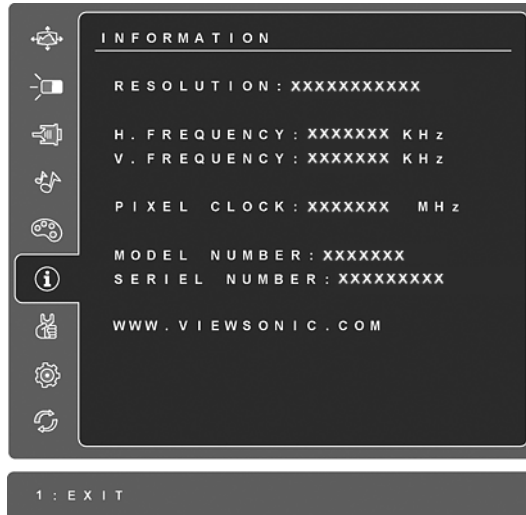 INFORMATION
RESOLUTION: XXXXXXXXXXX
H. FREQUENCY: XXXXXXX KHz
V. FREQUENCY: XXXXXXX KHz
PIXEL CLOCK: XXXXXXX MHz
MODEL NUMBER: XXXXXXX
SERIEL NUMBER: XXXXXXXXX
WWW.VIEWSONIC.COM
1:EXIT